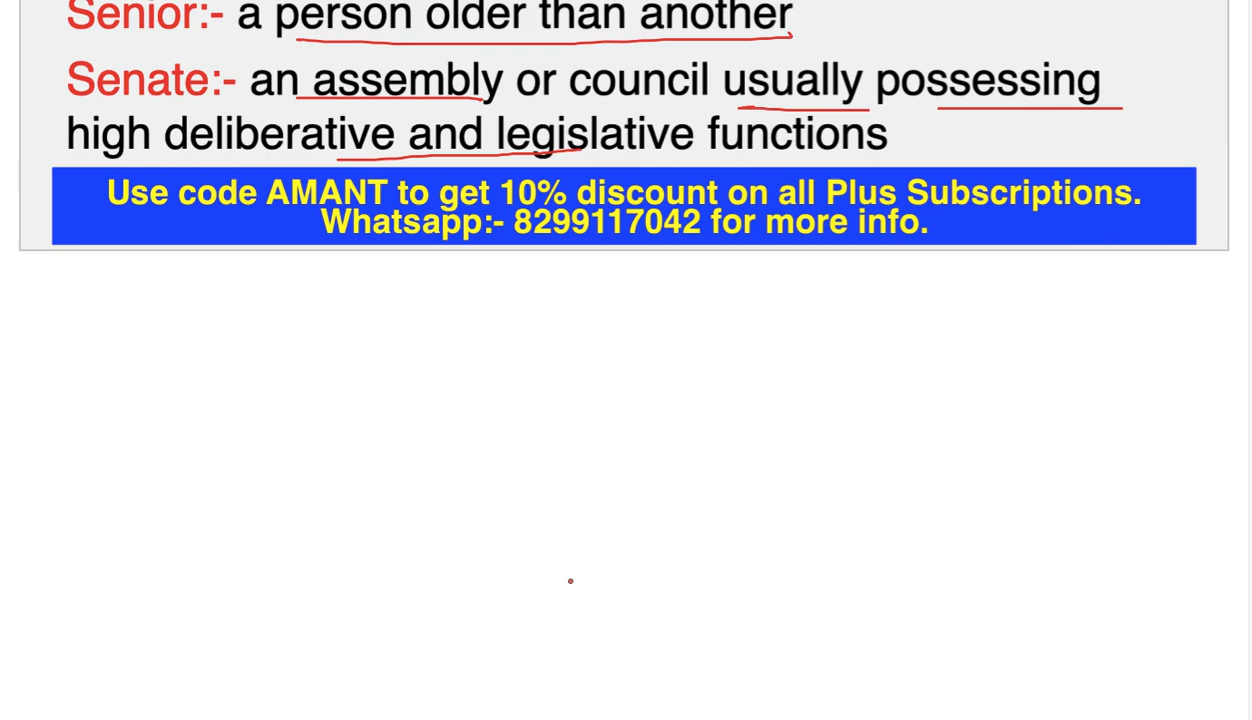 Senior:- a person older than another
Senate:- an assembly or council usually possessing
high deliberative and legislative functions
Use code AMANT to get 10% discount on all Plus Subscriptions.
Whatsapp:- 8299117042 for more info.